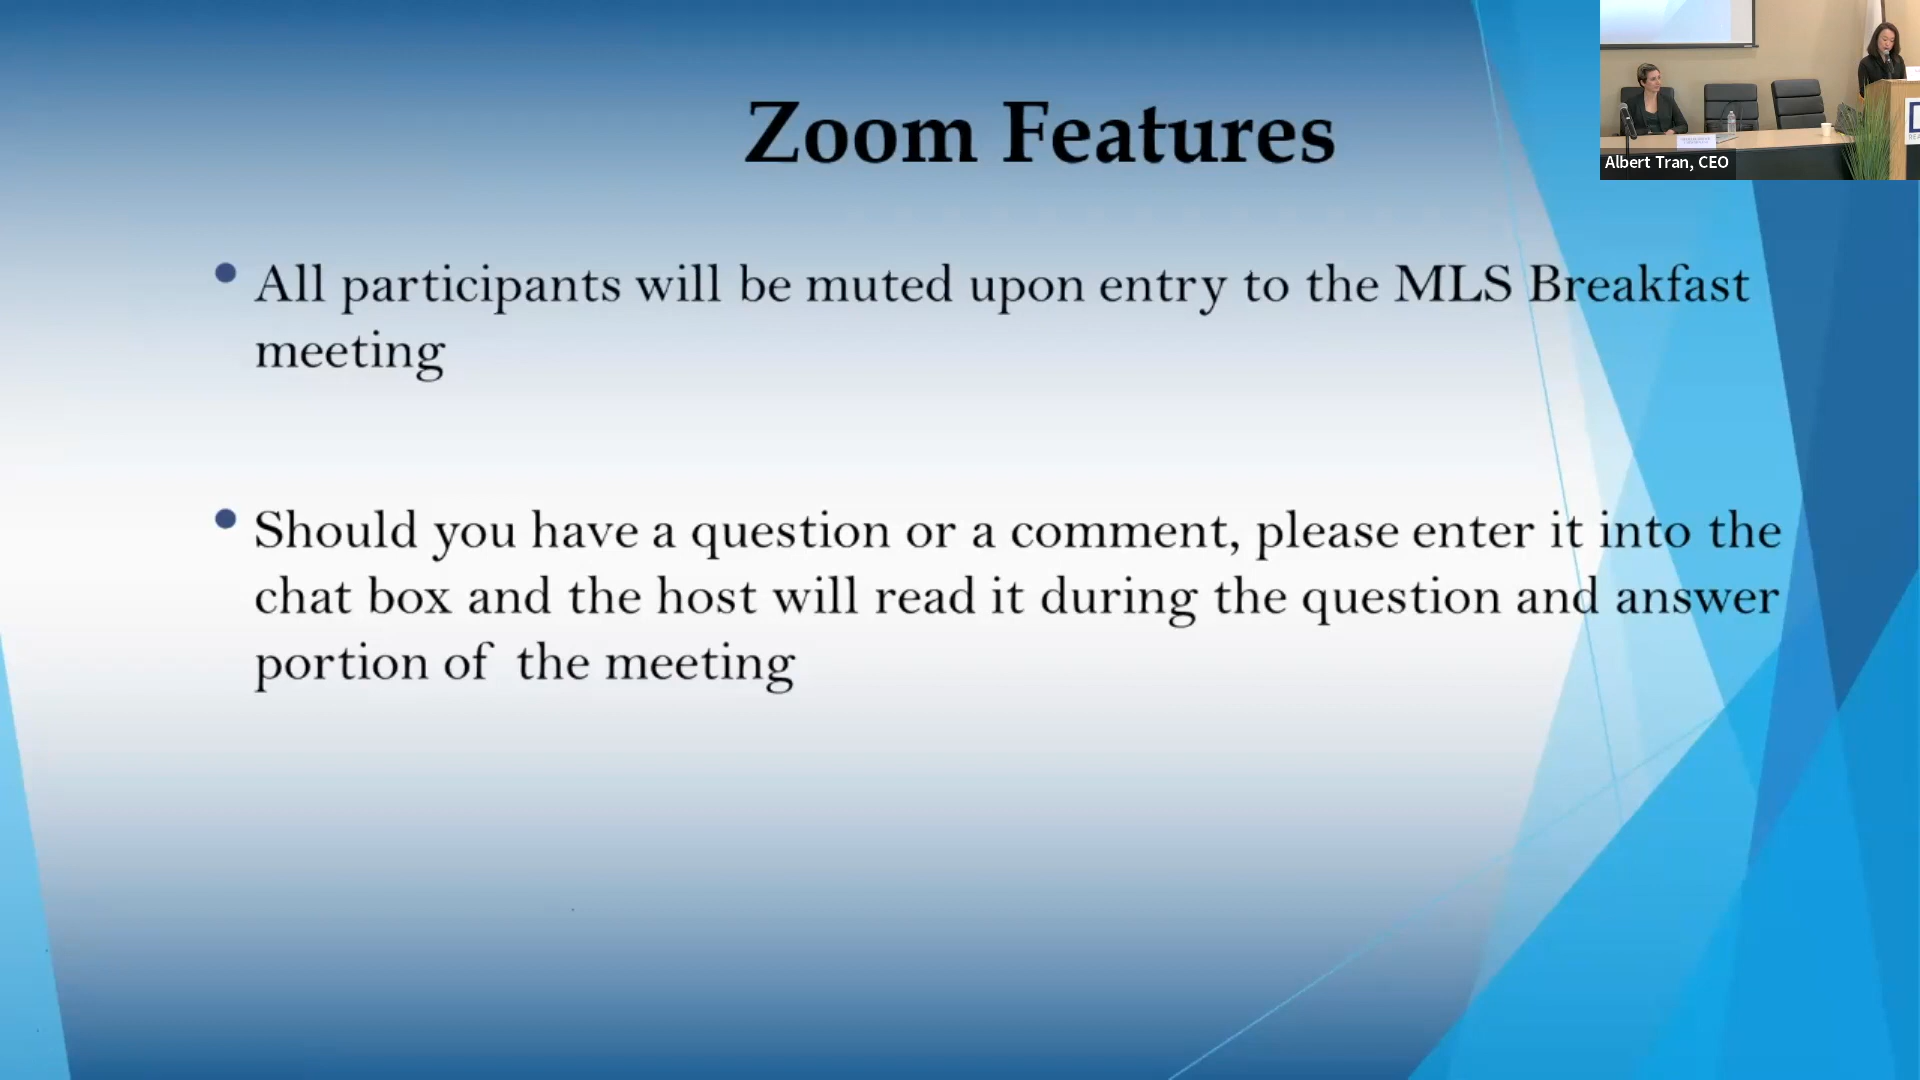 Zoom Features
• All participants will be muted upon entry to the MLS Breakfast
meeting
• Should you have a question or a comment, please enter it into the
chat box and the host will read it during the question and answer
portion of the meeting
Albert Tran, CEO